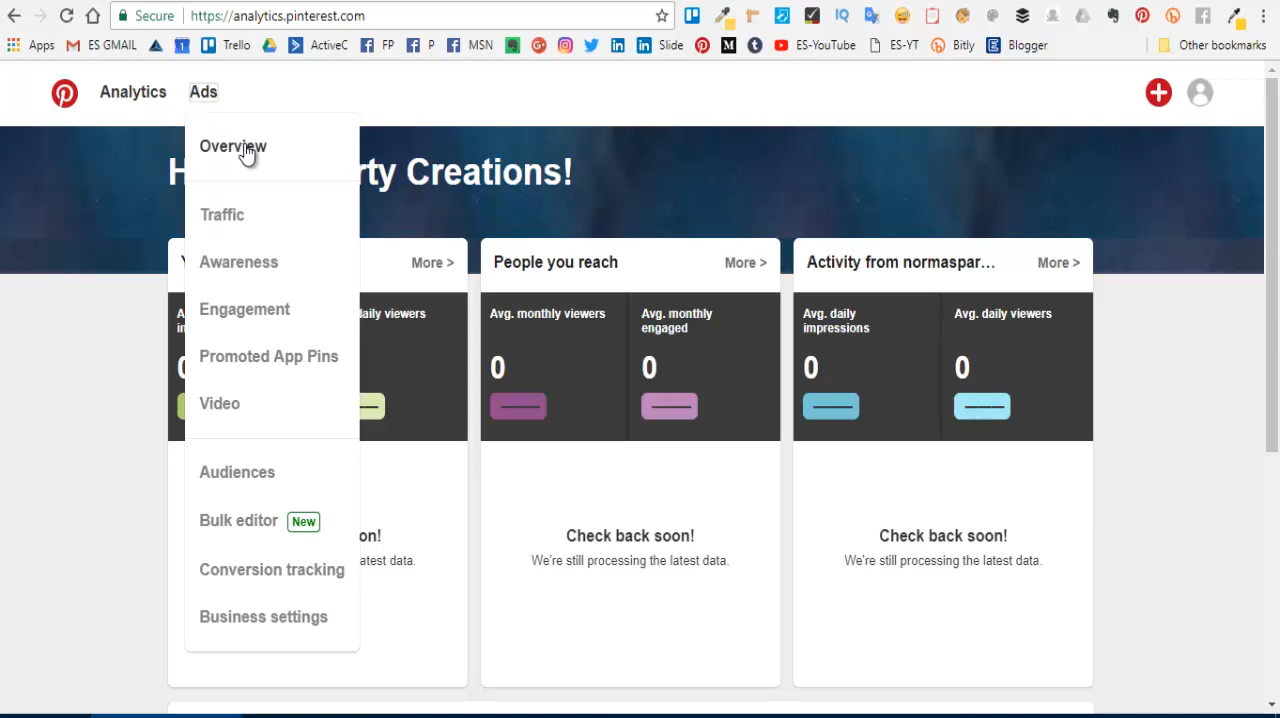 Secure https://analytics.pinterest.com
Apps ES GMAIL Trello ActiveC FP P MSN Slide ES-YouTube ES-YT Bitly Blogger Other bookmarks
Analytics Ads
Overview
rty Creations!
Traffic
Awareness
Engagement
Promoted App Pins
Video
Audiences
Bulk editor New
Conversion tracking
Business settings
More >
daily viewers
on!
atest data.
People you reach More >
Avg. monthly viewers
0
Avg. monthly
engaged
0
Check back soon!
We're still processing the latest data.
Activity from normaspar… More >
Avg. daily
impressions
0
Avg. daily viewers
0
Check back soon!
We're still processing the latest data.